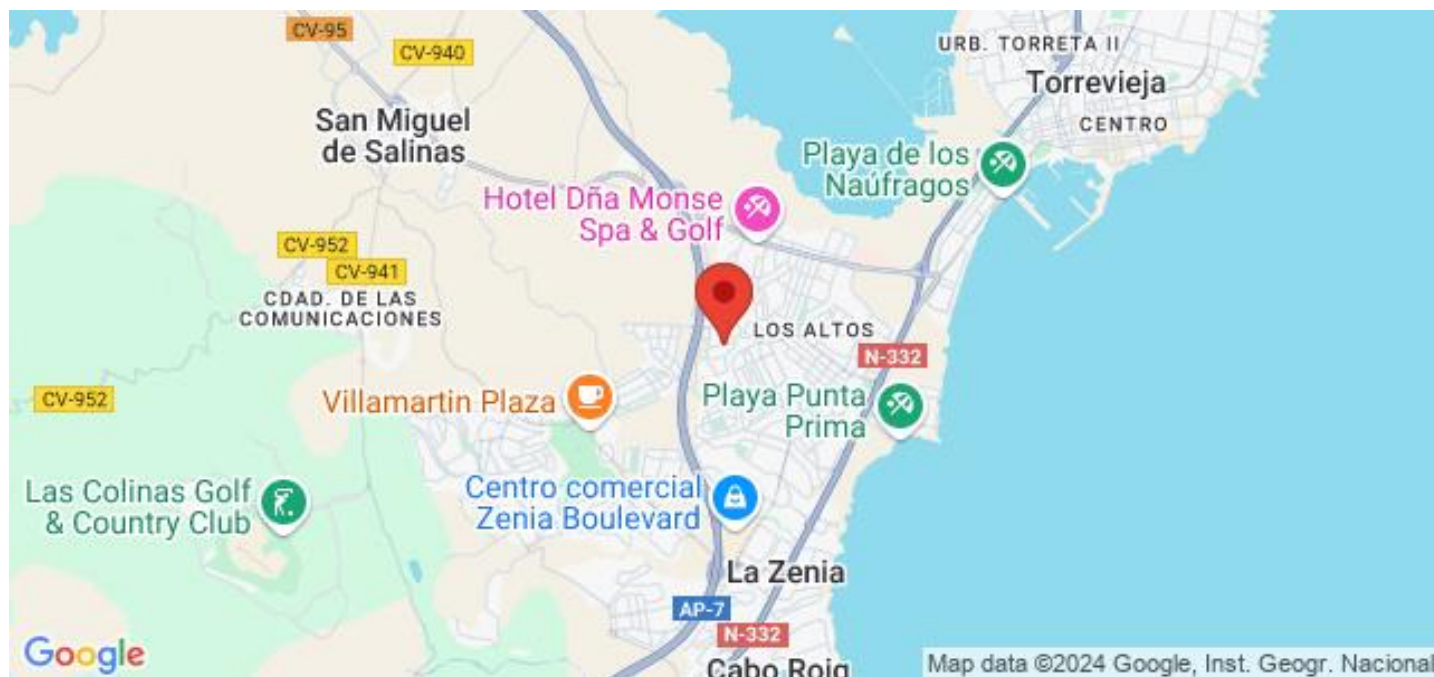 CV-95
CV-940
URB. TORRETA II
Torrevieja
CENTRO
San Miguel
de Salinas
Playa de los
Naúfragos
Hotel Dña Monse
Spa & Golf
CV-952
CV-941
CDAD. DE LAS
COMUNICACIONES
LOS ALTOS
N-332
CV-952
Villamartin Plaza
Playa Punta
Prima
Las Colinas Golf
& Country Club
Centro comercial
Zenia Boulevard
La Zenia
AP-7
N-332
Cabo Roig
Google
Map data ©2024 Google, Inst. Geogr. Nacional